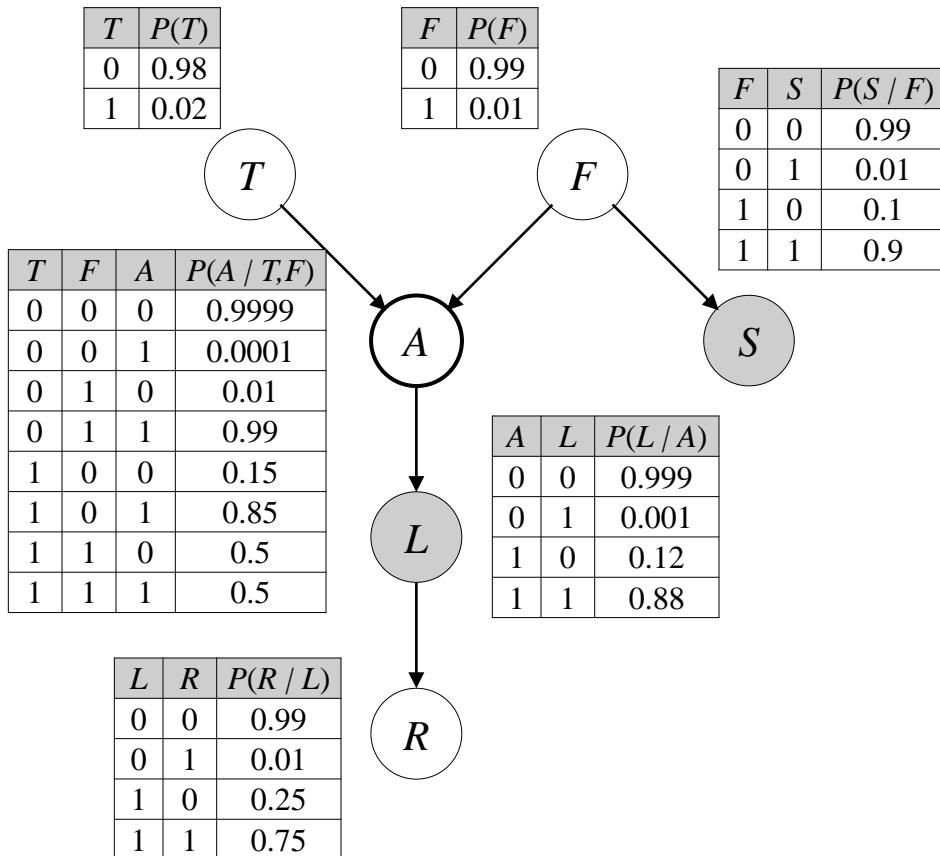 T P(T)
0 0.98
1 0.02
F P(F)
0 0.99
1 0.01
F S P(S / F)
0 0 0.99
0 1 0.01
1 0 0.1
1 1 0.9
T
F
T F A P(A / T,F)
0 0 0 0.9999
0 0 1 0.0001
0 1 0 0.01
0 1 1 0.99
1 0 0 0.15
1 0 1 0.85
1 1 0 0.5
1 1 1 0.5
A
S
A L P(L / A)
0 0 0.999
0 1 0.001
1 0 0.12
1 1 0.88
L
L R P(R / L)
0 0 0.99
0 1 0.01
1 0 0.25
1 1 0.75
R